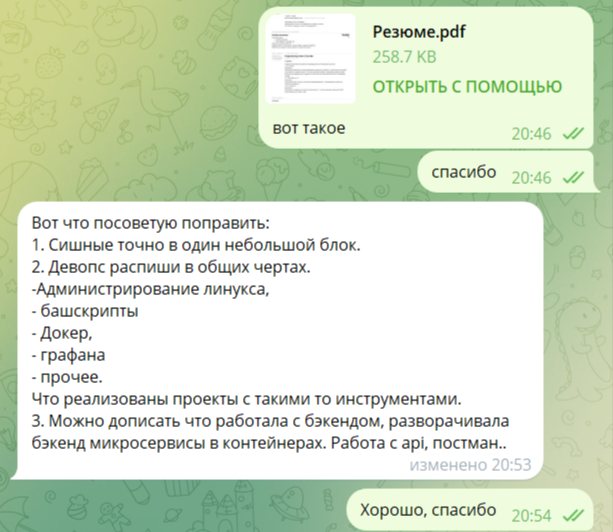 Резюме.pdf
258.7 KB
ОТКРЫТЬ С ПОМОЩЬЮ
вот такое
20:46
спасибо
20:46
Вот что посоветую поправить:
1. Сишные точно в один небольшой блок.
2. Девопс распиши в общих чертах.
-Администрирование линукса,
- башскрипты
- Докер,
- графана
- прочее.
Что реализованы проекты с такими то инструментами.
3. Можно дописать что работала с бэкендом, разворачивала
бэкенд микросервисы в контейнерах. Работа с api, постман..
изменено 20:53
Хорошо, спасибо
20:54